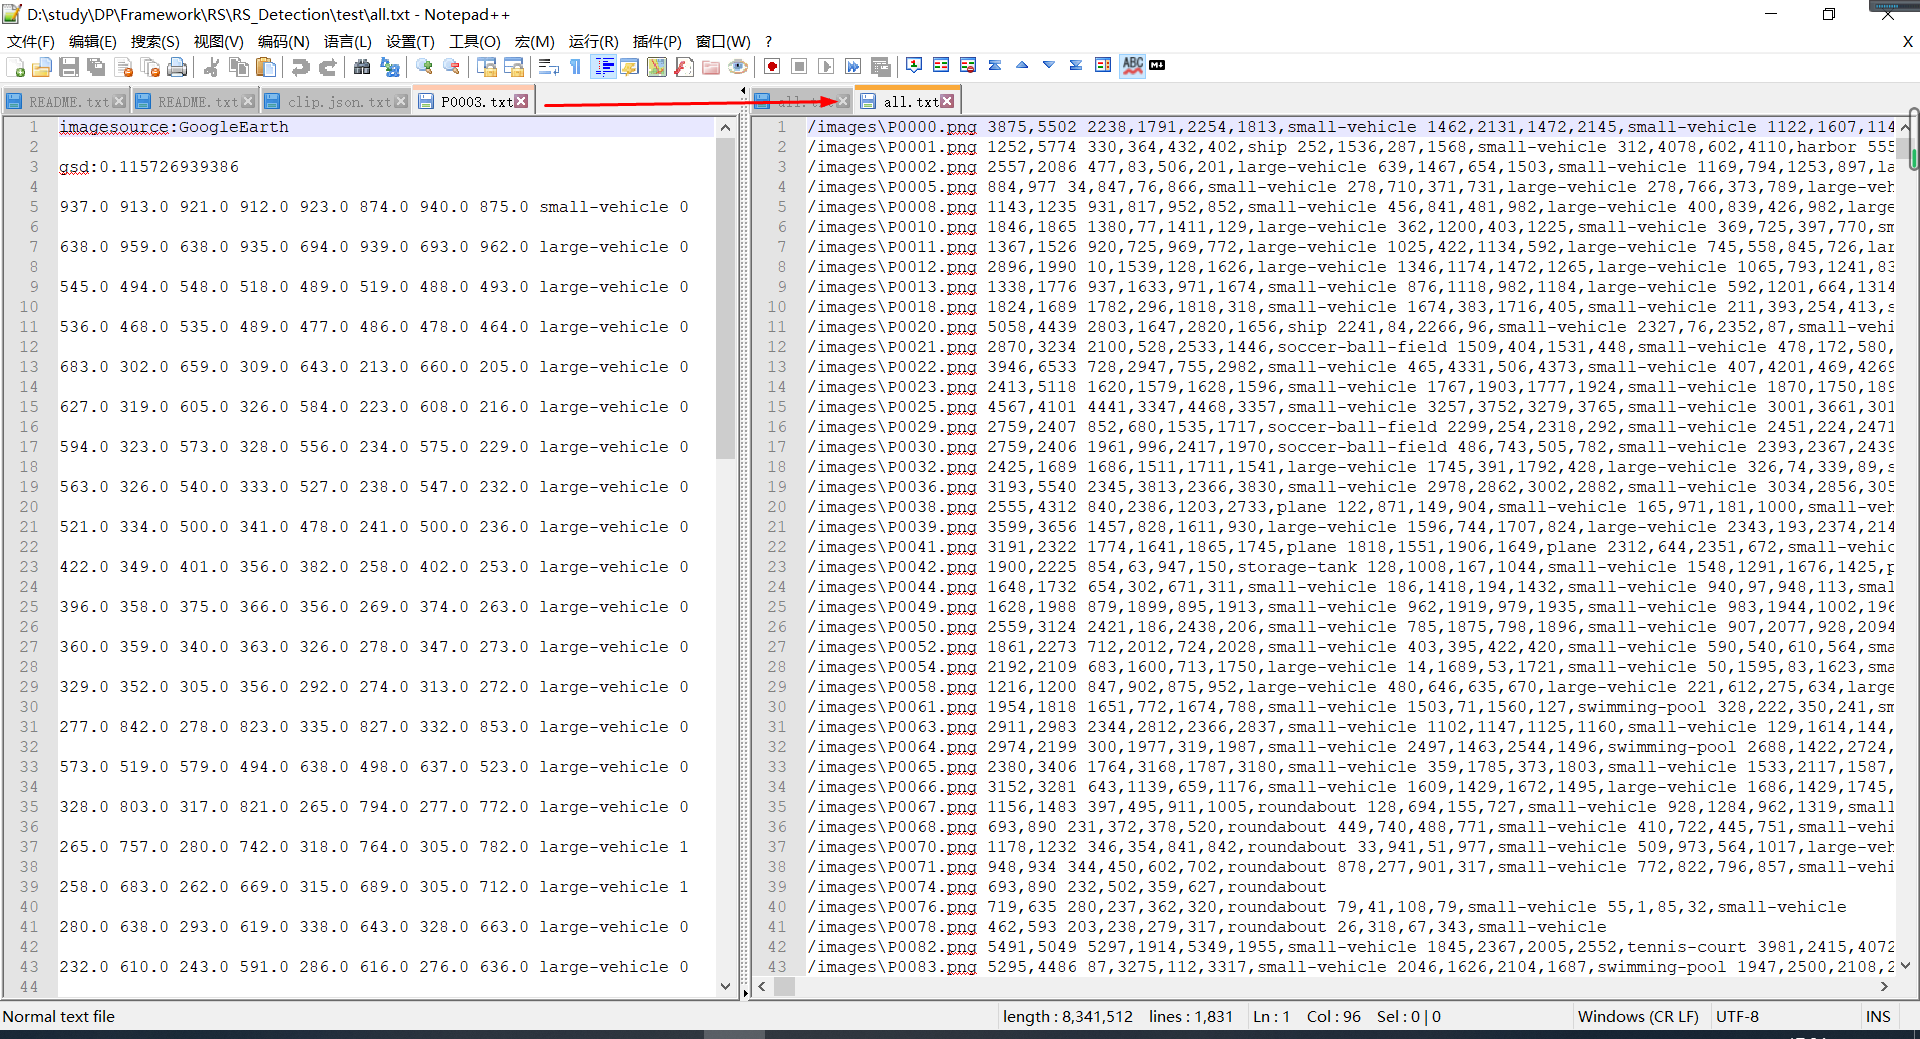 D:\study\DP\Framework\RS\RS_Detection\test\all.txt - Notepad++
文件(F) 编辑(E) 搜索(S) 视图(V) 编码(N) 语言(L) 设置(T) 工具(O) 宏(M) 运行(R) 插件(P) 窗口(W) ? X
README.txt README.txt clip.json.txt P0003.txt all.txt
1 imagesource:GoogleEarth
2
3 gsd:0.115726939386
4
5 937.0 913.0 921.0 912.0 923.0 874.0 940.0 875.0 small-vehicle 0
6
7 638.0 959.0 638.0 935.0 694.0 939.0 693.0 962.0 large-vehicle 0
8
9 545.0 494.0 548.0 518.0 489.0 519.0 488.0 493.0 large-vehicle 0
10
11 536.0 468.0 535.0 489.0 477.0 486.0 478.0 464.0 large-vehicle 0
12
13 683.0 302.0 659.0 309.0 643.0 213.0 660.0 205.0 large-vehicle 0
14
15 627.0 319.0 605.0 326.0 584.0 223.0 608.0 216.0 large-vehicle 0
16
17 594.0 323.0 573.0 328.0 556.0 234.0 575.0 229.0 large-vehicle 0
18
19 563.0 326.0 540.0 333.0 527.0 238.0 547.0 232.0 large-vehicle 0
20
21 521.0 334.0 500.0 341.0 478.0 241.0 500.0 236.0 large-vehicle 0
22
23 422.0 349.0 401.0 356.0 382.0 258.0 402.0 253.0 large-vehicle 0
24
25 396.0 358.0 375.0 366.0 356.0 269.0 374.0 263.0 large-vehicle 0
26
27 360.0 359.0 340.0 363.0 326.0 278.0 347.0 273.0 large-vehicle 0
28
29 329.0 352.0 305.0 356.0 292.0 274.0 313.0 272.0 large-vehicle 0
30
31 277.0 842.0 278.0 823.0 335.0 827.0 332.0 853.0 large-vehicle 0
32
33 573.0 519.0 579.0 494.0 638.0 498.0 637.0 523.0 large-vehicle 0
34
35 328.0 803.0 317.0 821.0 265.0 794.0 277.0 772.0 large-vehicle 0
36
37 265.0 757.0 280.0 742.0 318.0 764.0 305.0 782.0 large-vehicle 1
38
39 258.0 683.0 262.0 669.0 315.0 689.0 305.0 712.0 large-vehicle 1
40
41 280.0 638.0 293.0 619.0 338.0 643.0 328.0 663.0 large-vehicle 0
42
43 232.0 610.0 243.0 591.0 286.0 616.0 276.0 636.0 large-vehicle 0
44
1 /images\P0000.png 3875,5502 2238,1791,2254,1813,small-vehicle 1462,2131,1472,2145,small-vehicle 1122,1607,114
2 /images\P0001.png 1252,5774 330,364,432,402,ship 252,1536,287,1568,small-vehicle 312,4078,602,4110,harbor 555
3 /images\P0002.png 2557,2086 477,83,506,201,large-vehicle 639,1467,654,1503,small-vehicle 1169,794,1253,897,la
4 /images\P0005.png 884,977 34,847,76,866,small-vehicle 278,710,371,731,large-vehicle 278,766,373,789,large-veh
5 /images\P0008.png 1143,1235 931,817,952,852,small-vehicle 456,841,481,982,large-vehicle 400,839,426,982,large
6 /images\P0010.png 1846,1865 1380,77,1411,129,large-vehicle 362,1200,403,1225,small-vehicle 369,725,397,770,sm
7 /images\P0011.png 1367,1526 920,725,969,772,large-vehicle 1025,422,1134,592,large-vehicle 745,558,845,726,lar
8 /images\P0012.png 2896,1990 10,1539,128,1626,large-vehicle 1346,1174,1472,1265,large-vehicle 1065,793,1241,83
9 /images\P0013.png 1338,1776 937,1633,971,1674,small-vehicle 876,1118,982,1184,large-vehicle 592,1201,664,1314
10 /images\P0018.png 1824,1689 1782,296,1818,318,small-vehicle 1674,383,1716,405,small-vehicle 211,393,254,413,s
11 /images\P0020.png 5058,4439 2803,1647,2820,1656,ship 2241,84,2266,96,small-vehicle 2327,76,2352,87,small-vehi
12 /images\P0021.png 2870,3234 2100,528,2533,1446,soccer-ball-field 1509,404,1531,448,small-vehicle 478,172,580,
13 /images\P0022.png 3946,6533 728,2947,755,2982,small-vehicle 465,4331,506,4373,small-vehicle 407,4201,469,4269
14 /images\P0023.png 2413,5118 1620,1579,1628,1596,small-vehicle 1767,1903,1777,1924,small-vehicle 1870,1750,189
15 /images\P0025.png 4567,4101 4441,3347,4468,3357,small-vehicle 3257,3752,3279,3765,small-vehicle 3001,3661,301
16 /images\P0029.png 2759,2407 852,680,1535,1717,soccer-ball-field 2299,254,2318,292,small-vehicle 2451,224,2471
17 /images\P0030.png 2759,2406 1961,996,2417,1970,soccer-ball-field 486,743,505,782,small-vehicle 2393,2367,2439
18 /images\P0032.png 2425,1689 1686,1511,1711,1541,large-vehicle 1745,391,1792,428,large-vehicle 326,74,339,89,s
19 /images\P0036.png 3193,5540 2345,3813,2366,3830,small-vehicle 2978,2862,3002,2882,small-vehicle 3034,2856,305
20 /images\P0038.png 2555,4312 840,2386,1203,2733,plane 122,871,149,904,small-vehicle 165,971,181,1000,small-veh
21 /images\P0039.png 3599,3656 1457,828,1611,930,large-vehicle 1596,744,1707,824,large-vehicle 2343,193,2374,214
22 /images\P0041.png 3191,2322 1774,1641,1865,1745,plane 1818,1551,1906,1649,plane 2312,644,2351,672,small-vehic
23 /images\P0042.png 1900,2225 854,63,947,150,storage-tank 128,1008,167,1044,small-vehicle 1548,1291,1676,1425,p
24 /images\P0044.png 1648,1732 654,302,671,311,small-vehicle 186,1418,194,1432,small-vehicle 940,97,948,113,smal
25 /images\P0049.png 1628,1988 879,1899,895,1913,small-vehicle 962,1919,979,1935,small-vehicle 983,1944,1002,196
26 /images\P0050.png 2559,3124 2421,186,2438,206,small-vehicle 785,1875,798,1896,small-vehicle 907,2077,928,2094
27 /images\P0052.png 1861,2273 712,2012,724,2028,small-vehicle 403,395,422,420,small-vehicle 590,540,610,564,sma
28 /images\P0054.png 2192,2109 683,1600,713,1750,large-vehicle 14,1689,53,1721,small-vehicle 50,1595,83,1623,sma
29 /images\P0058.png 1216,1200 847,902,875,952,large-vehicle 480,646,635,670,large-vehicle 221,612,275,634,large
30 /images\P0061.png 1954,1818 1651,772,1674,788,small-vehicle 1503,71,1560,127,swimming-pool 328,222,350,241,sm
31 /images\P0063.png 2911,2983 2344,2812,2366,2837,small-vehicle 1102,1147,1125,1160,small-vehicle 129,1614,144,
32 /images\P0064.png 2974,2199 300,1977,319,1987,small-vehicle 2497,1463,2544,1496,swimming-pool 2688,1422,2724,
33 /images\P0065.png 2380,3406 1764,3168,1787,3180,small-vehicle 359,1785,373,1803,small-vehicle 1533,2117,1587,
34 /images\P0066.png 3152,3281 643,1139,659,1176,small-vehicle 1609,1429,1672,1495,large-vehicle 1686,1429,1745,
35 /images\P0067.png 1156,1483 397,495,911,1005,roundabout 128,694,155,727,small-vehicle 928,1284,962,1319,small
36 /images\P0068.png 693,890 231,372,378,520,roundabout 449,740,488,771,small-vehicle 410,722,445,751,small-vehi
37 /images\P0070.png 1178,1232 346,354,841,842,roundabout 33,941,51,977,small-vehicle 509,973,564,1017,large-veh
38 /images\P0071.png 948,934 344,450,602,702,roundabout 878,277,901,317,small-vehicle 772,822,796,857,small-vehi
39 /images\P0074.png 693,890 232,502,359,627,roundabout
40 /images\P0076.png 719,635 280,237,362,320,roundabout 79,41,108,79,small-vehicle 55,1,85,32,small-vehicle
41 /images\P0078.png 462,593 203,238,279,317,roundabout 26,318,67,343,small-vehicle
42 /images\P0082.png 5491,5049 5297,1914,5349,1955,small-vehicle 1845,2367,2005,2552,tennis-court 3981,2415,4072
43 /images\P0083.png 5295,4486 87,3275,112,3317,small-vehicle 2046,1626,2104,1687,swimming-pool 1947,2500,2108,2
Normal text file length : 8,341,512 lines : 1,831 Ln : 1 Col : 96 Sel : 0 | 0 Windows (CR LF) UTF-8 INS